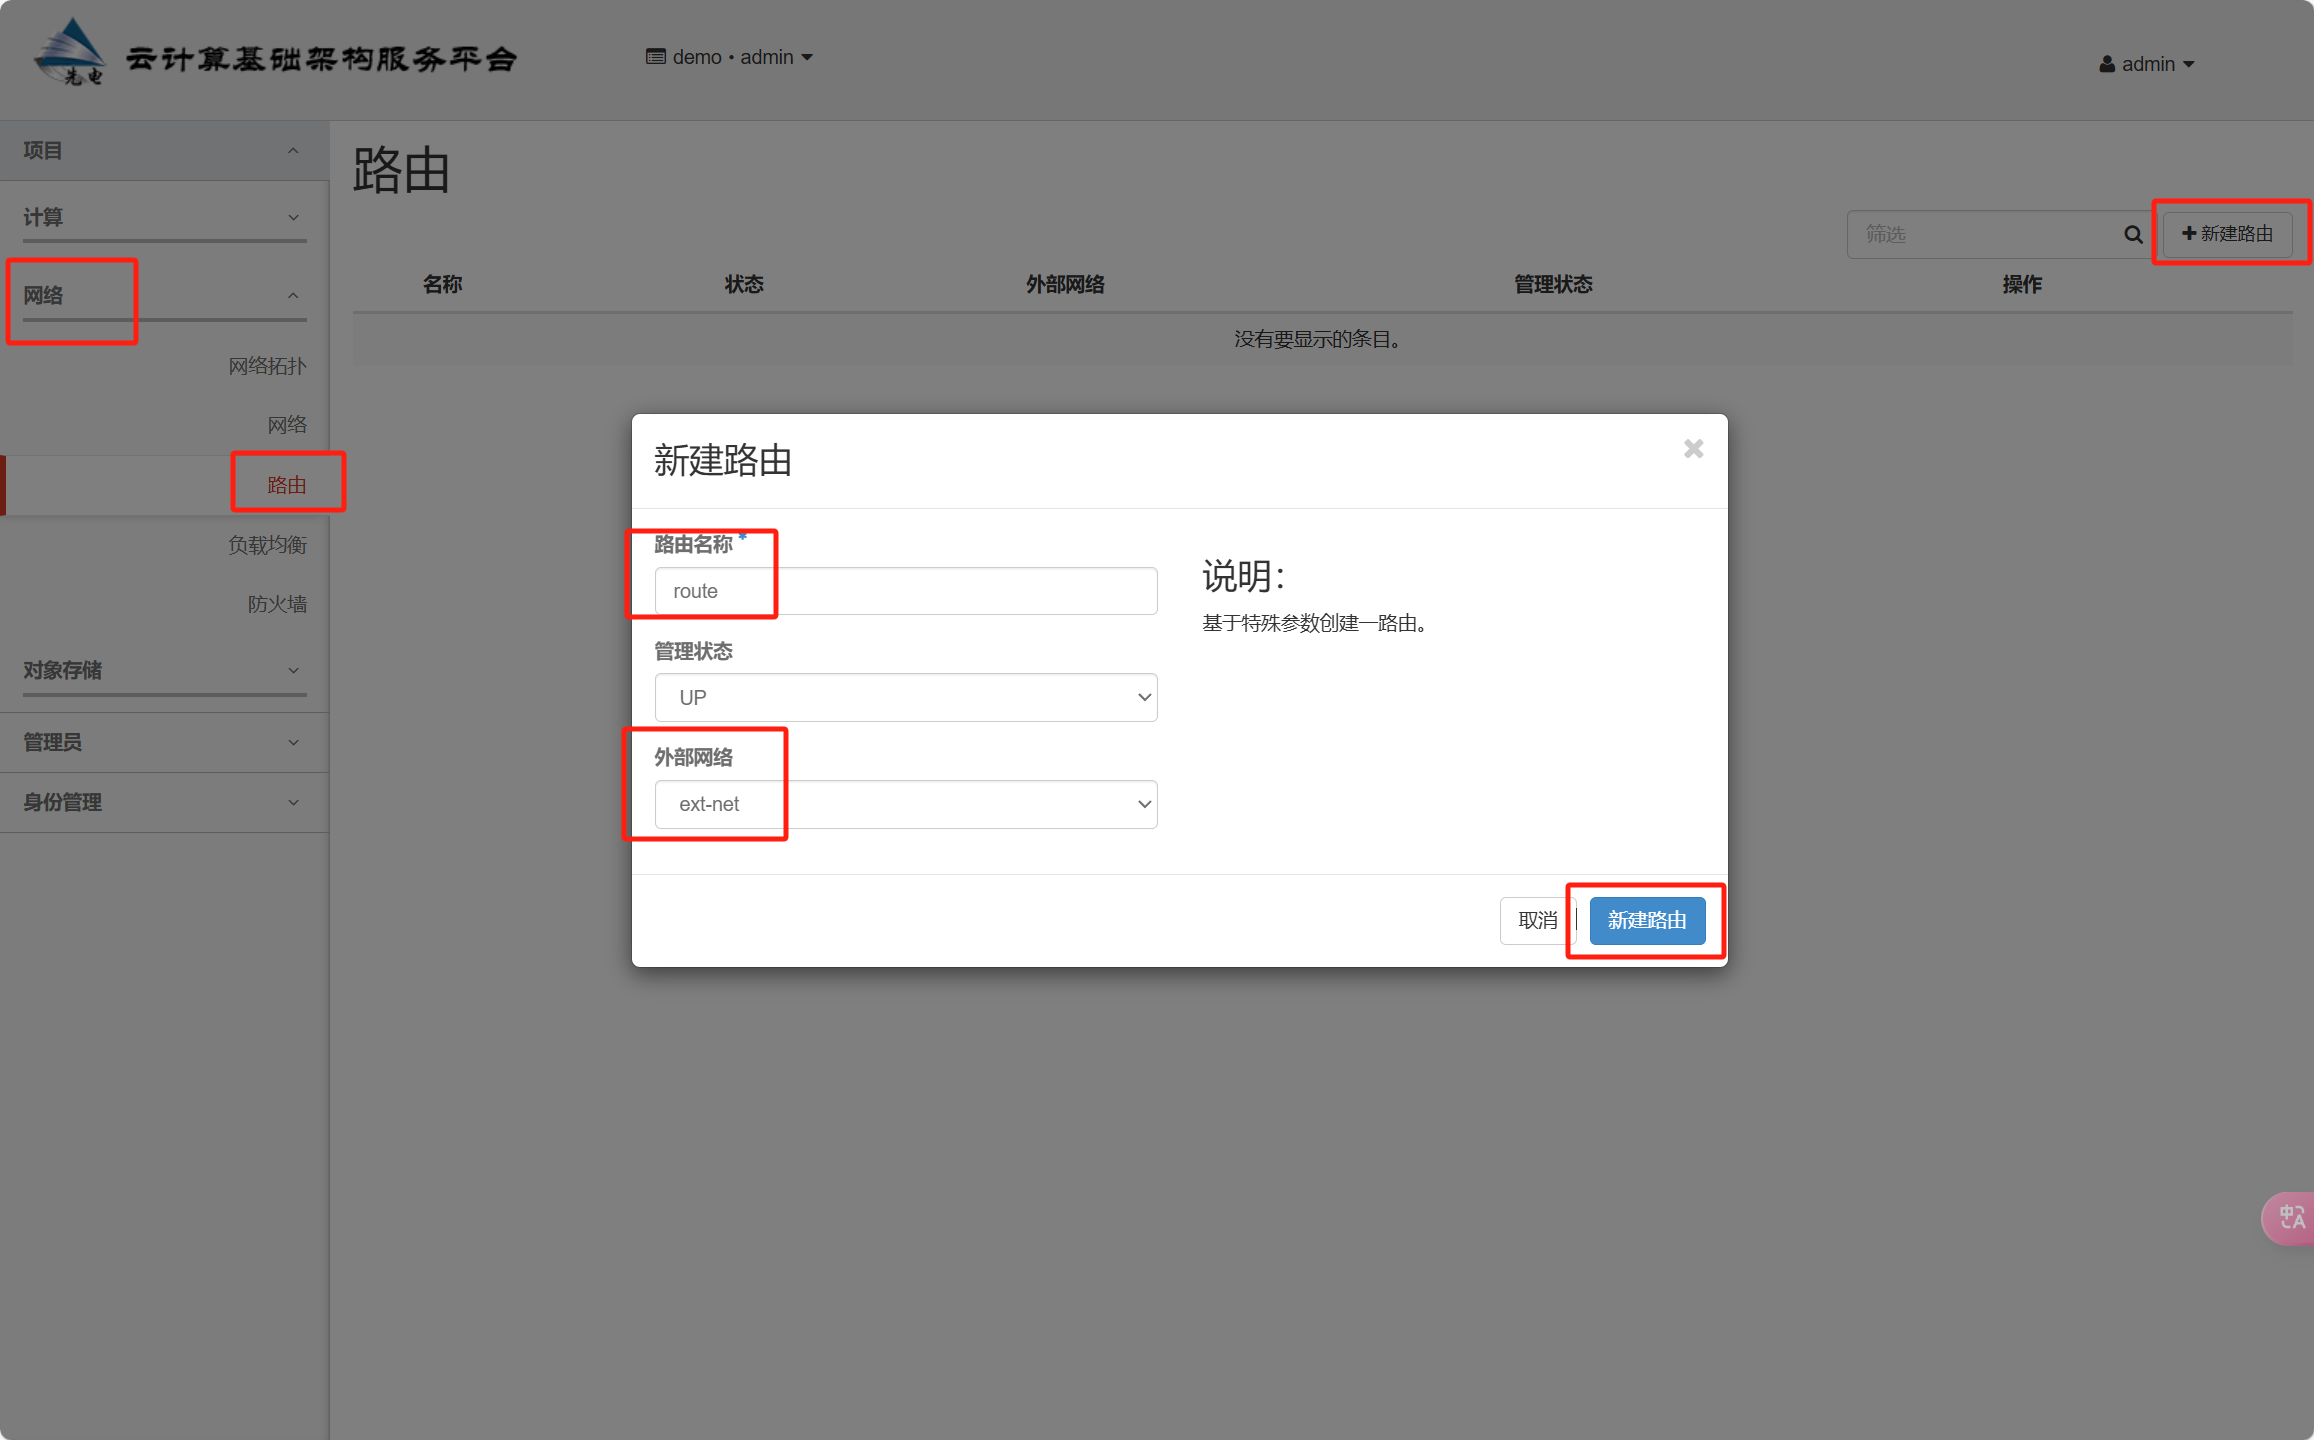 先电
云计算基础架构服务平台
demo • admin
admin
项目
计算
网络
网络拓扑
网络
路由
负载均衡
防火墙
对象存储
管理员
身份管理
路由
筛选
新建路由
名称 状态 外部网络 管理状态 操作
没有要显示的条目。
新建路由
路由名称 *
route
管理状态
UP
外部网络
ext-net
说明：
基于特殊参数创建一路由。
取消
新建路由
中A